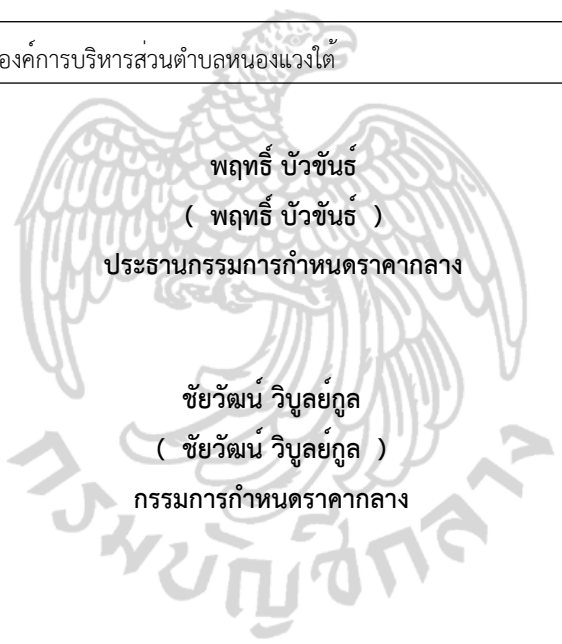 องค์การบริหารส่วนตำบลหนองแวงใต้
พฤทธิ์ บัวขันธ์
( พฤทธิ์ บัวขันธ์ )
ประธานกรรมการกำหนดราคากลาง
ชัยวัฒน์ วิบูลย์กูล
( ชัยวัฒน์ วิบูลย์กูล )
กรรมการกำหนดราคากลาง
กรมบัญชีกลาง